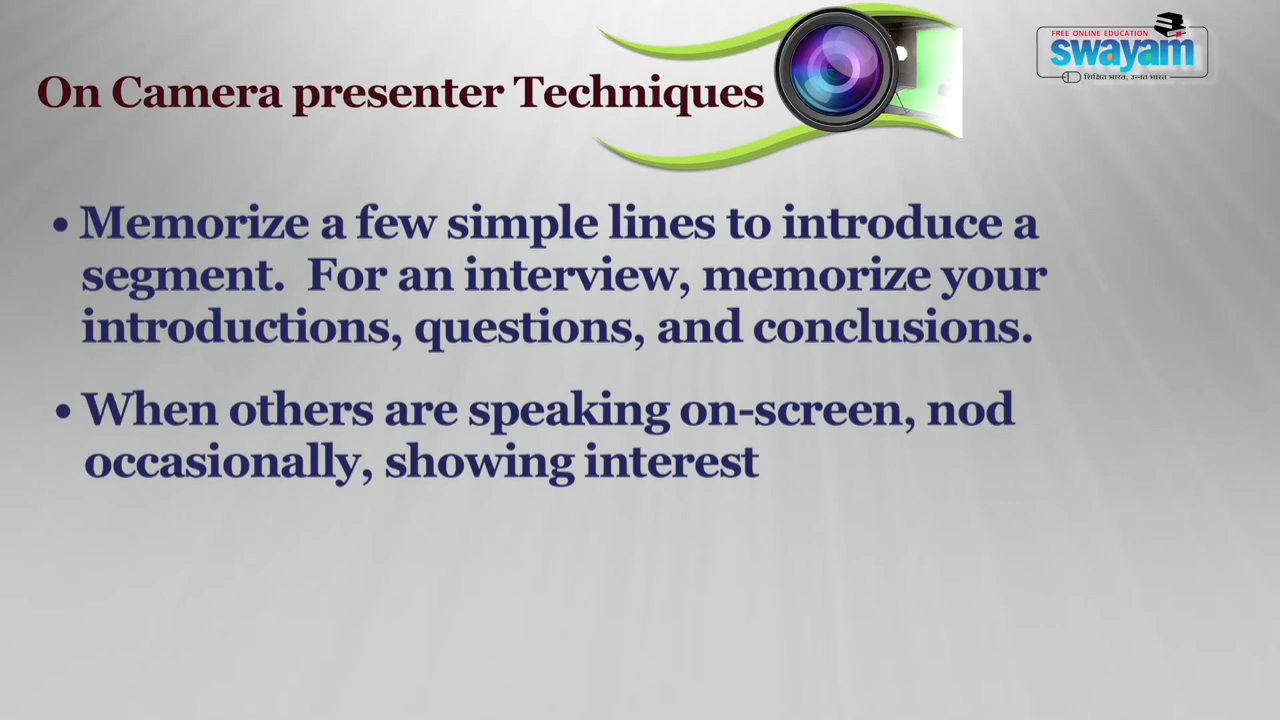 FREE ONLINE EDUCATION
swayam
शिक्षित भारत, उन्नत भारत
On Camera presenter Techniques
• Memorize a few simple lines to introduce a
segment.  For an interview, memorize your
introductions, questions, and conclusions.
• When others are speaking on-screen, nod
occasionally, showing interest